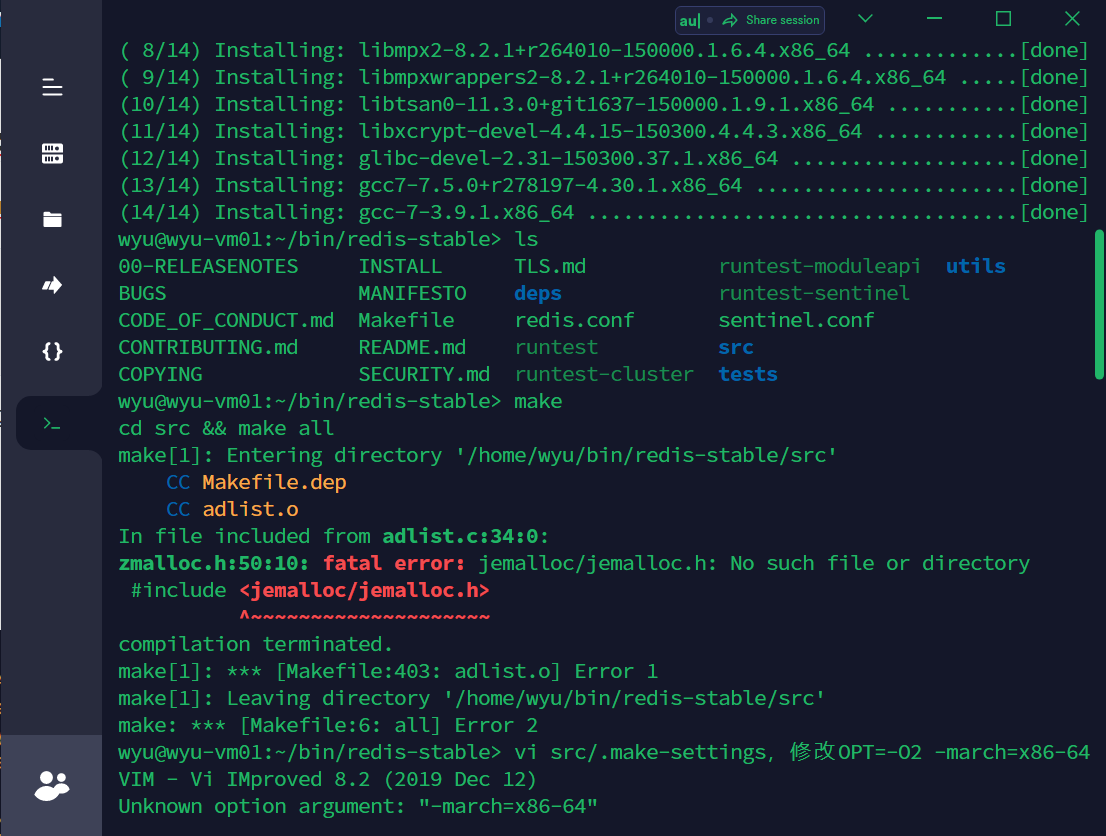 au| Share session
( 8/14) Installing: libmpx2-8.2.1+r264010-150000.1.6.4.x86_64 .............[done]
( 9/14) Installing: libmpxwrappers2-8.2.1+r264010-150000.1.6.4.x86_64 .....[done]
(10/14) Installing: libtsan0-11.3.0+git1637-150000.1.9.1.x86_64 ...........[done]
(11/14) Installing: libxcrypt-devel-4.4.15-150300.4.4.3.x86_64 ............[done]
(12/14) Installing: glibc-devel-2.31-150300.37.1.x86_64 ...................[done]
(13/14) Installing: gcc7-7.5.0+r278197-4.30.1.x86_64 ......................[done]
(14/14) Installing: gcc-7-3.9.1.x86_64 ....................................[done]
wyu@wyu-vm01:~/bin/redis-stable> ls
00-RELEASENOTES     INSTALL      TLS.md           runtest-moduleapi  utils
BUGS                MANIFESTO    deps             runtest-sentinel
CODE_OF_CONDUCT.md  Makefile     redis.conf       sentinel.conf
CONTRIBUTING.md     README.md    runtest          src
COPYING             SECURITY.md  runtest-cluster  tests
wyu@wyu-vm01:~/bin/redis-stable> make
cd src && make all
make[1]: Entering directory '/home/wyu/bin/redis-stable/src'
    CC Makefile.dep
    CC adlist.o
In file included from adlist.c:34:0:
zmalloc.h:50:10: fatal error: jemalloc/jemalloc.h: No such file or directory
 #include <jemalloc/jemalloc.h>
          ^~~~~~~~~~~~~~~~~~~~~
compilation terminated.
make[1]: *** [Makefile:403: adlist.o] Error 1
make[1]: Leaving directory '/home/wyu/bin/redis-stable/src'
make: *** [Makefile:6: all] Error 2
wyu@wyu-vm01:~/bin/redis-stable> vi src/.make-settings，修改OPT=-O2 -march=x86-64
VIM - Vi IMproved 8.2 (2019 Dec 12)
Unknown option argument: "-march=x86-64"